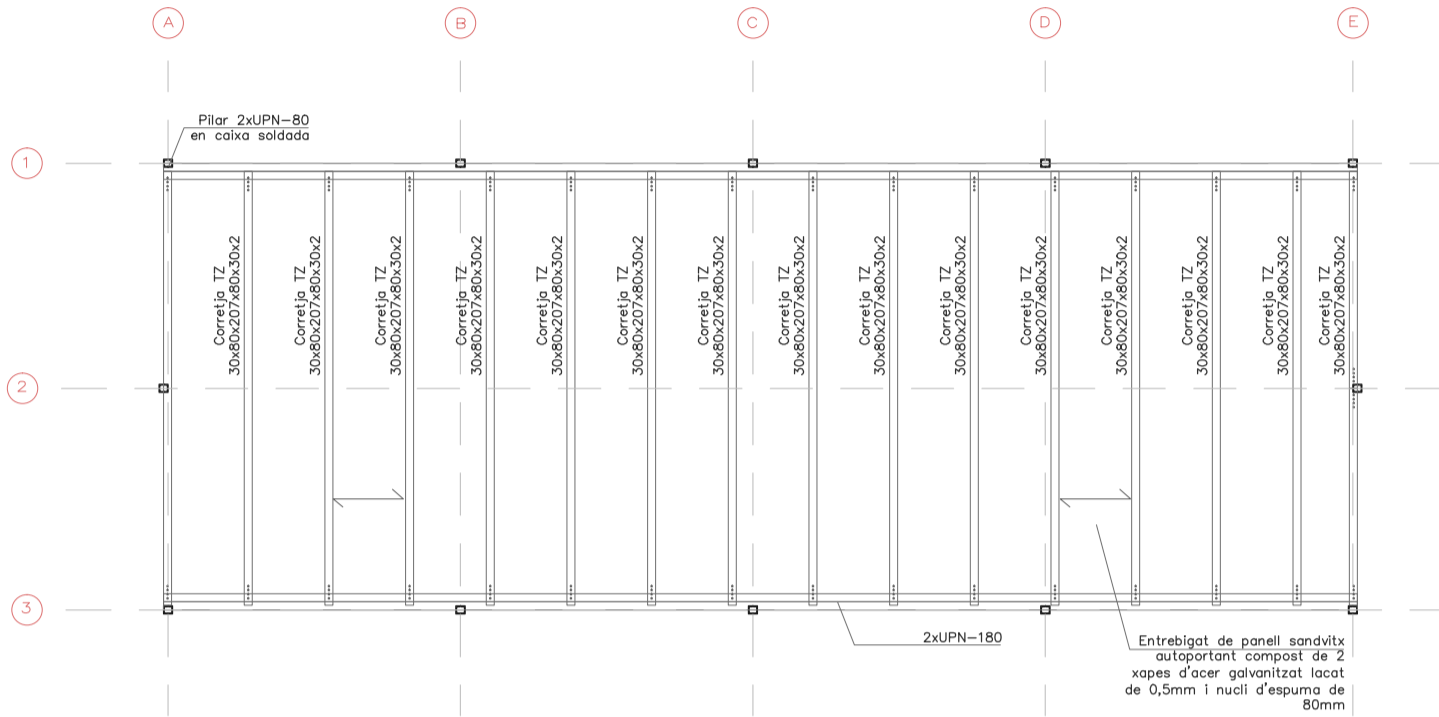 A
B
C
D
E
Pilar 2xUPN-80
en caixa soldada
1
Corretja TZ
30x80x207x80x30x2
Corretja TZ
30x80x207x80x30x2
Corretja TZ
30x80x207x80x30x2
Corretja TZ
30x80x207x80x30x2
Corretja TZ
30x80x207x80x30x2
Corretja TZ
30x80x207x80x30x2
Corretja TZ
30x80x207x80x30x2
Corretja TZ
30x80x207x80x30x2
Corretja TZ
30x80x207x80x30x2
Corretja TZ
30x80x207x80x30x2
Corretja TZ
30x80x207x80x30x2
Corretja TZ
30x80x207x80x30x2
Corretja TZ
30x80x207x80x30x2
Corretja TZ
30x80x207x80x30x2
Corretja TZ
30x80x207x80x30x2
2
3
2xUPN-180
Entrebigat de panell sandvitx
autoportant compost de 2
xapes d'acer galvanitzat lacat
de 0,5mm i nucli d'espuma de
80mm